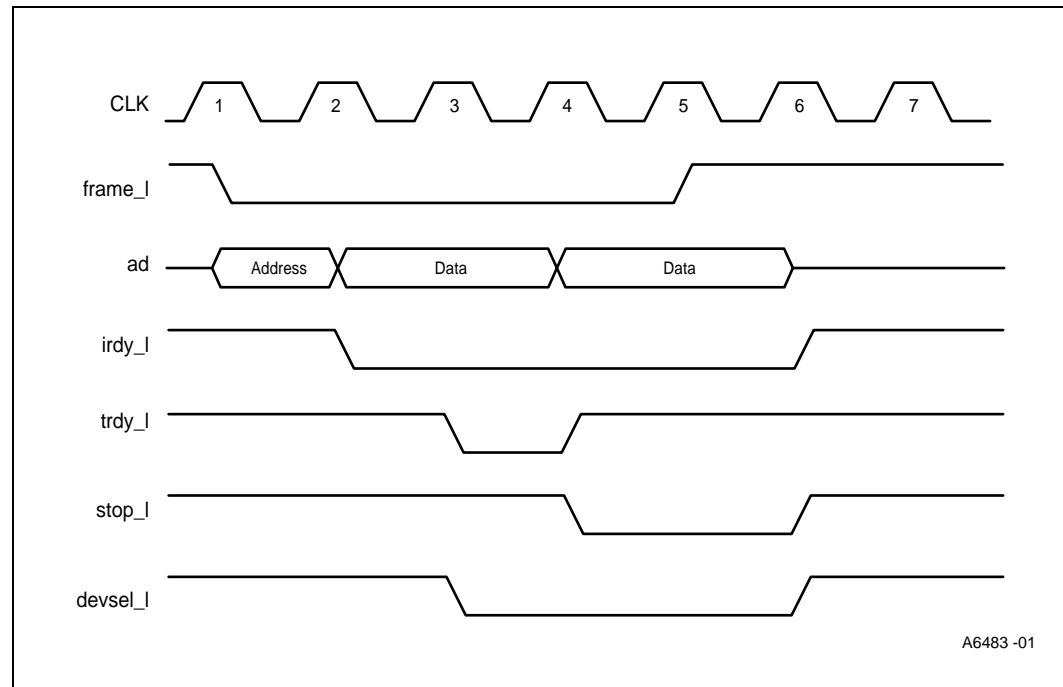 CLK 1 2 3 4 5 6 7
frame_l
ad Address Data Data
irdy_l
trdy_l
stop_l
devsel_l
A6483 -01